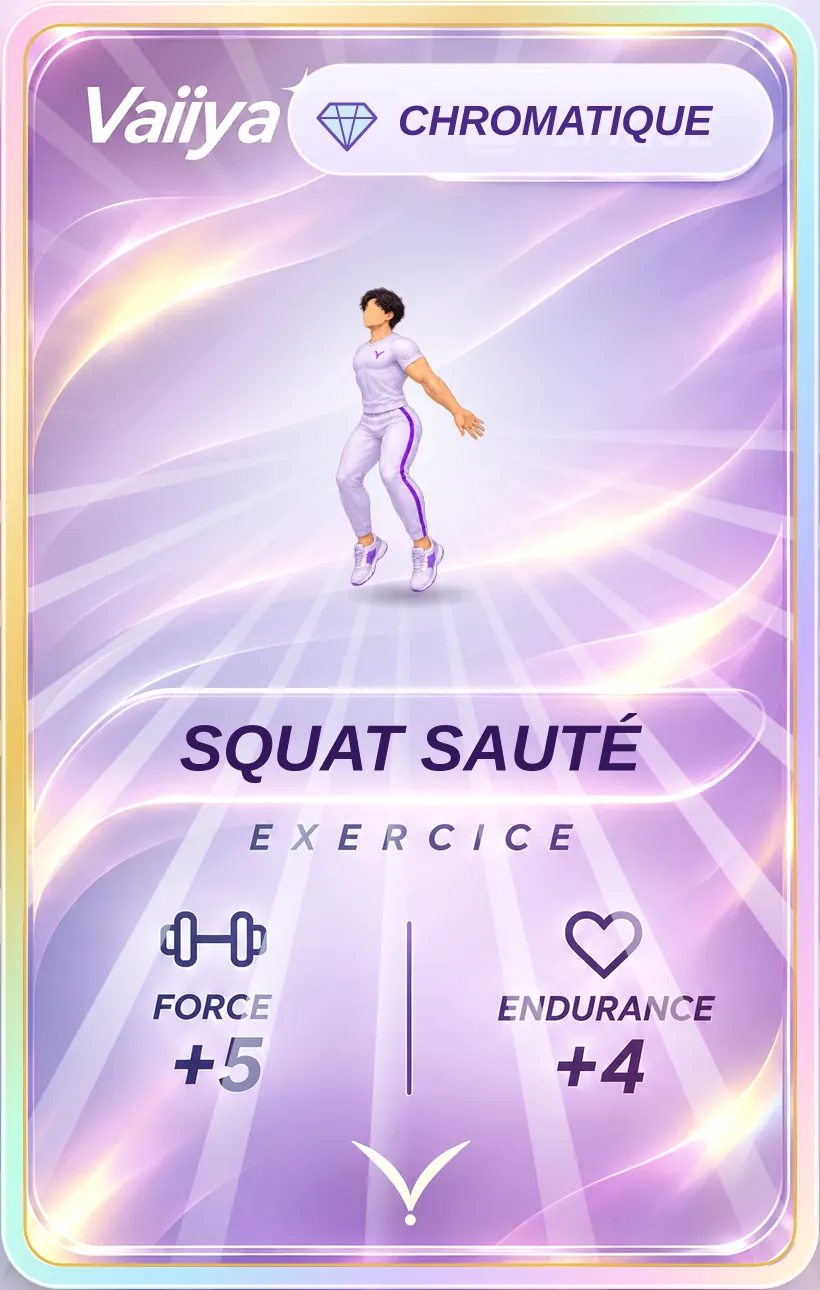 Vaiiya
CHROMATIQUE
SQUAT SAUTÉ
EXERCICE
FORCE
+5
ENDURANCE
+4